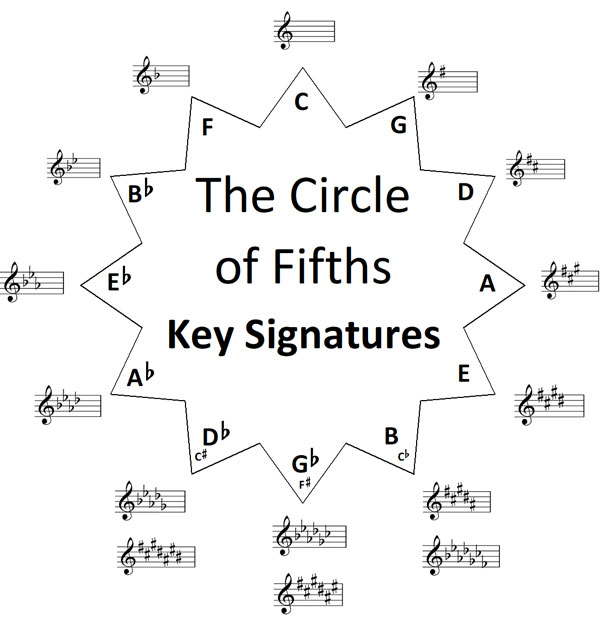 C
F
G
B♭
D
The Circle
of Fifths
Key Signatures
E♭
A
A♭
E
D♭
C#
B
C♭
G♭
F#